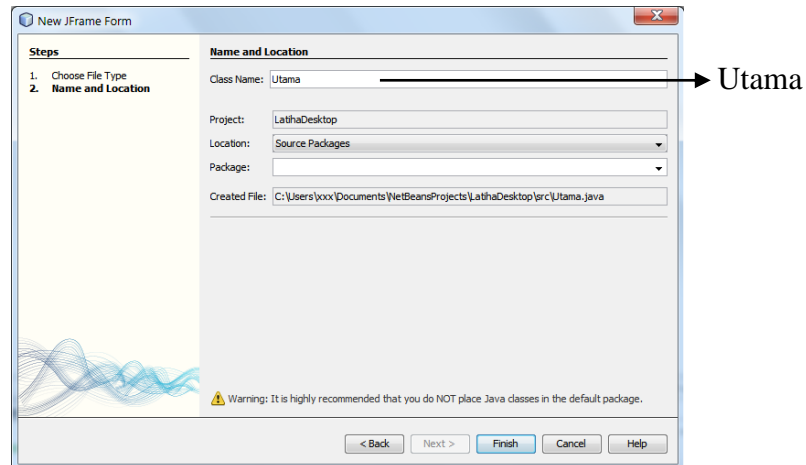 New JFrame Form
Steps
1. Choose File Type
2. Name and Location
Name and Location
Class Name: Utama
Utama
Project: LatihaDesktop
Location: Source Packages
Package:
Created File: C:\Users\xxx\Documents\NetBeansProjects\LatihaDesktop\src\Utama.java
Warning: It is highly recommended that you do NOT place Java classes in the default package.
< Back Next > Finish Cancel Help